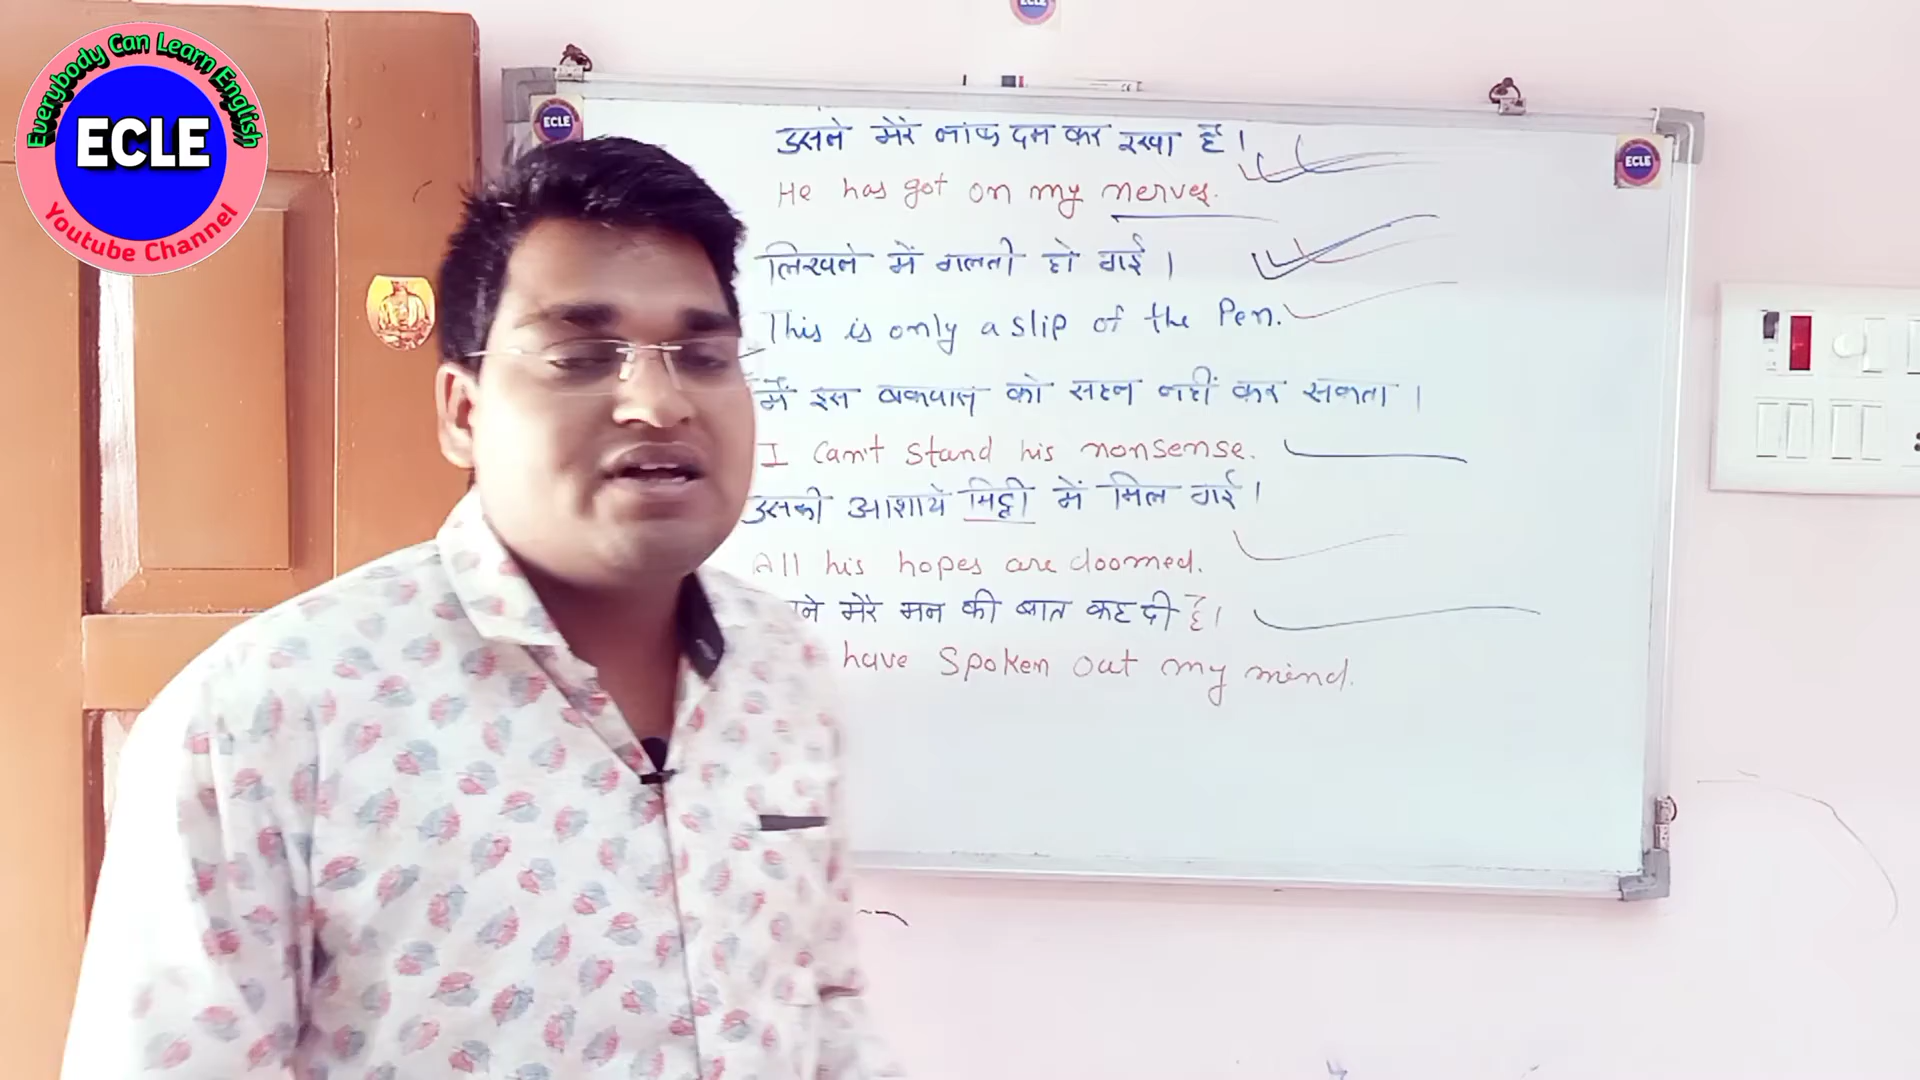 Everybody Can Learn English
ECLE
Youtube Channel
ECLE
ECLE
ECLE
उसने मेरे नांक दम कर रखा है।
He has got on my nerves.
लिखने में गलती हो गई।
This is only a slip of the Pen.
मैं इस बकवास को सहन नहीं कर सकता।
I can't stand his nonsense.
उसकी आशायें मिट्टी में मिल गई।
All his hopes are doomed.
ने मेरे मन की बात कह दी है।
have spoken out my mind.